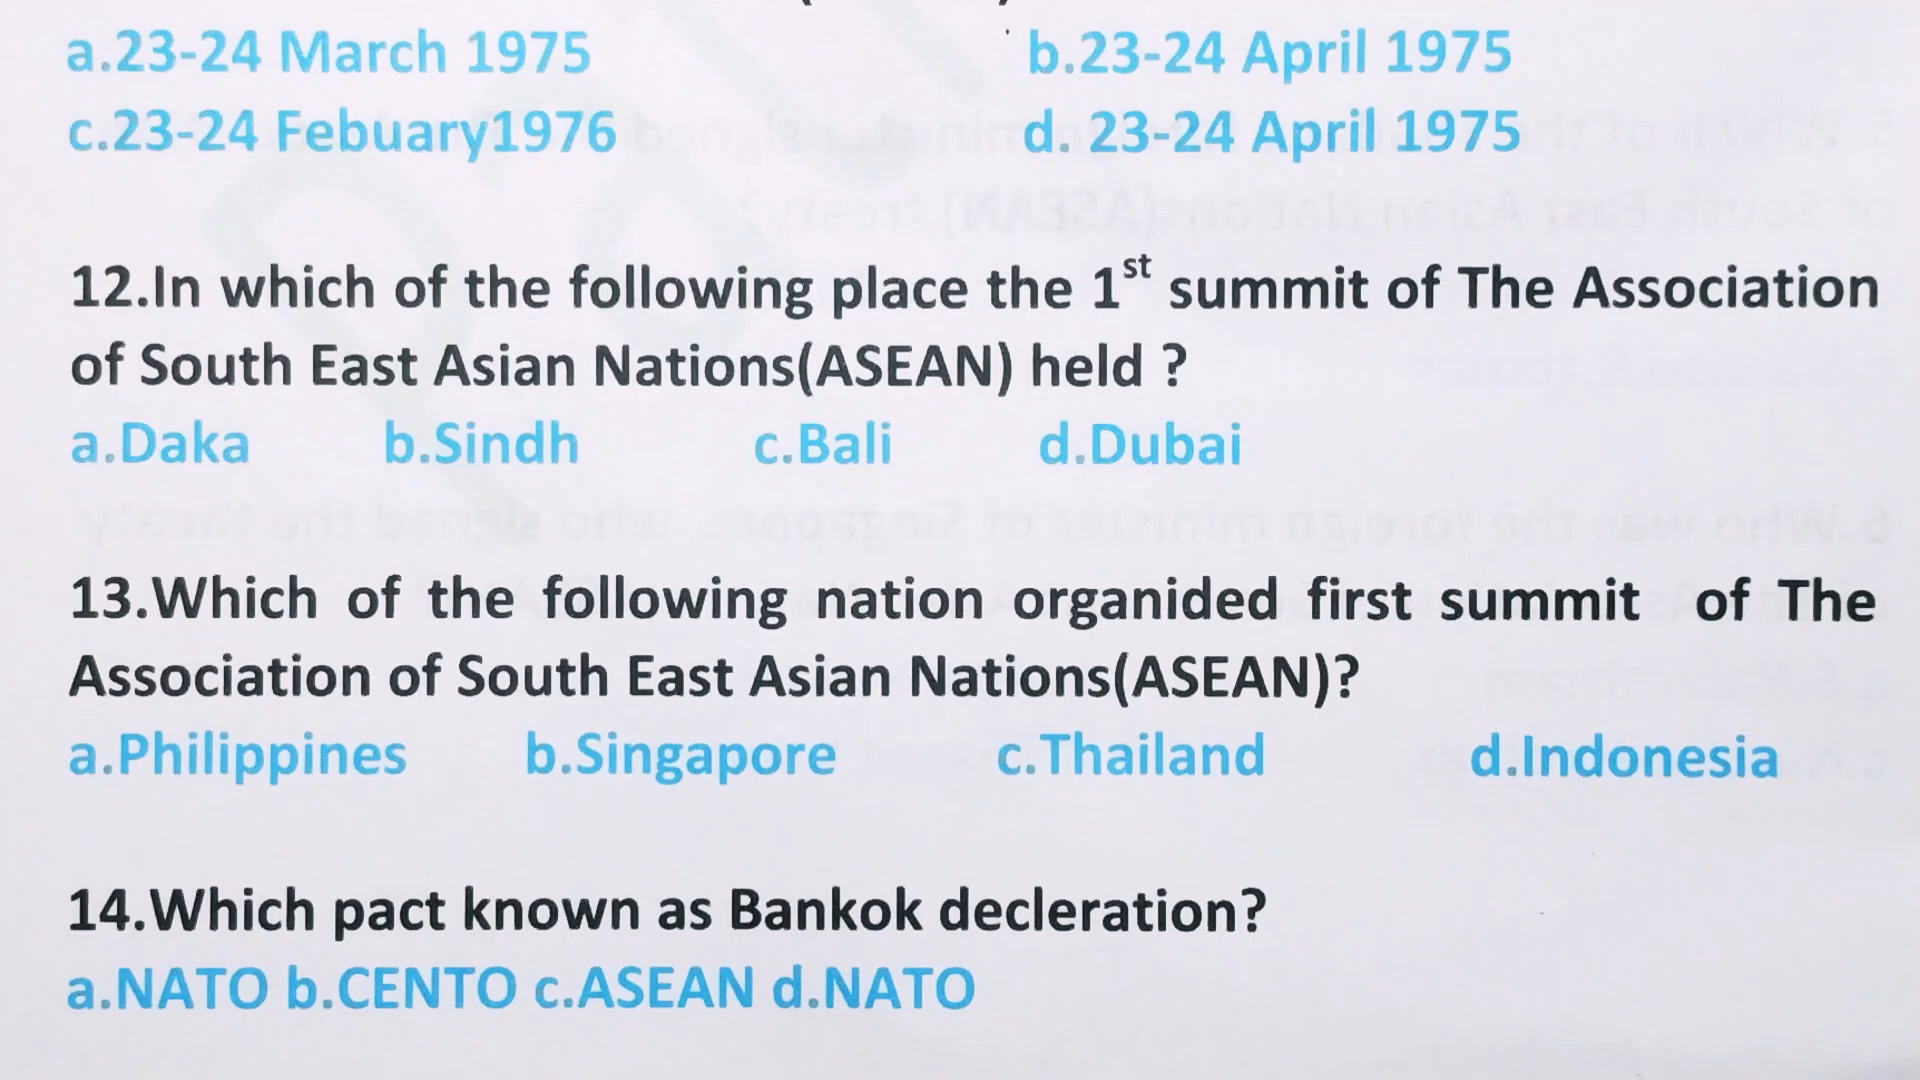 a.23-24 March 1975 b.23-24 April 1975
c.23-24 Febuary1976 d. 23-24 April 1975
12.In which of the following place the 1st summit of The Association
of South East Asian Nations(ASEAN) held ?
a.Daka b.Sindh c.Bali d.Dubai
13.Which of the following nation organided first summit of The
Association of South East Asian Nations(ASEAN)?
a.Philippines b.Singapore c.Thailand d.Indonesia
14.Which pact known as Bankok decleration?
a.NATO b.CENTO c.ASEAN d.NATO